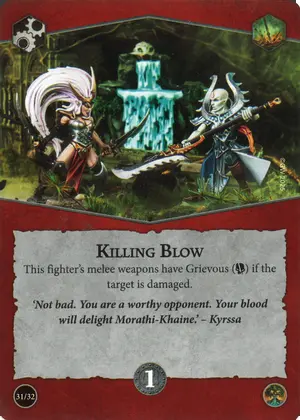 KILLING BLOW
This fighter's melee weapons have Grievous () if the
target is damaged.
'Not bad. You are a worthy opponent. Your blood
will delight Morathi-Khaine.' – Kyrssa
31/32
1